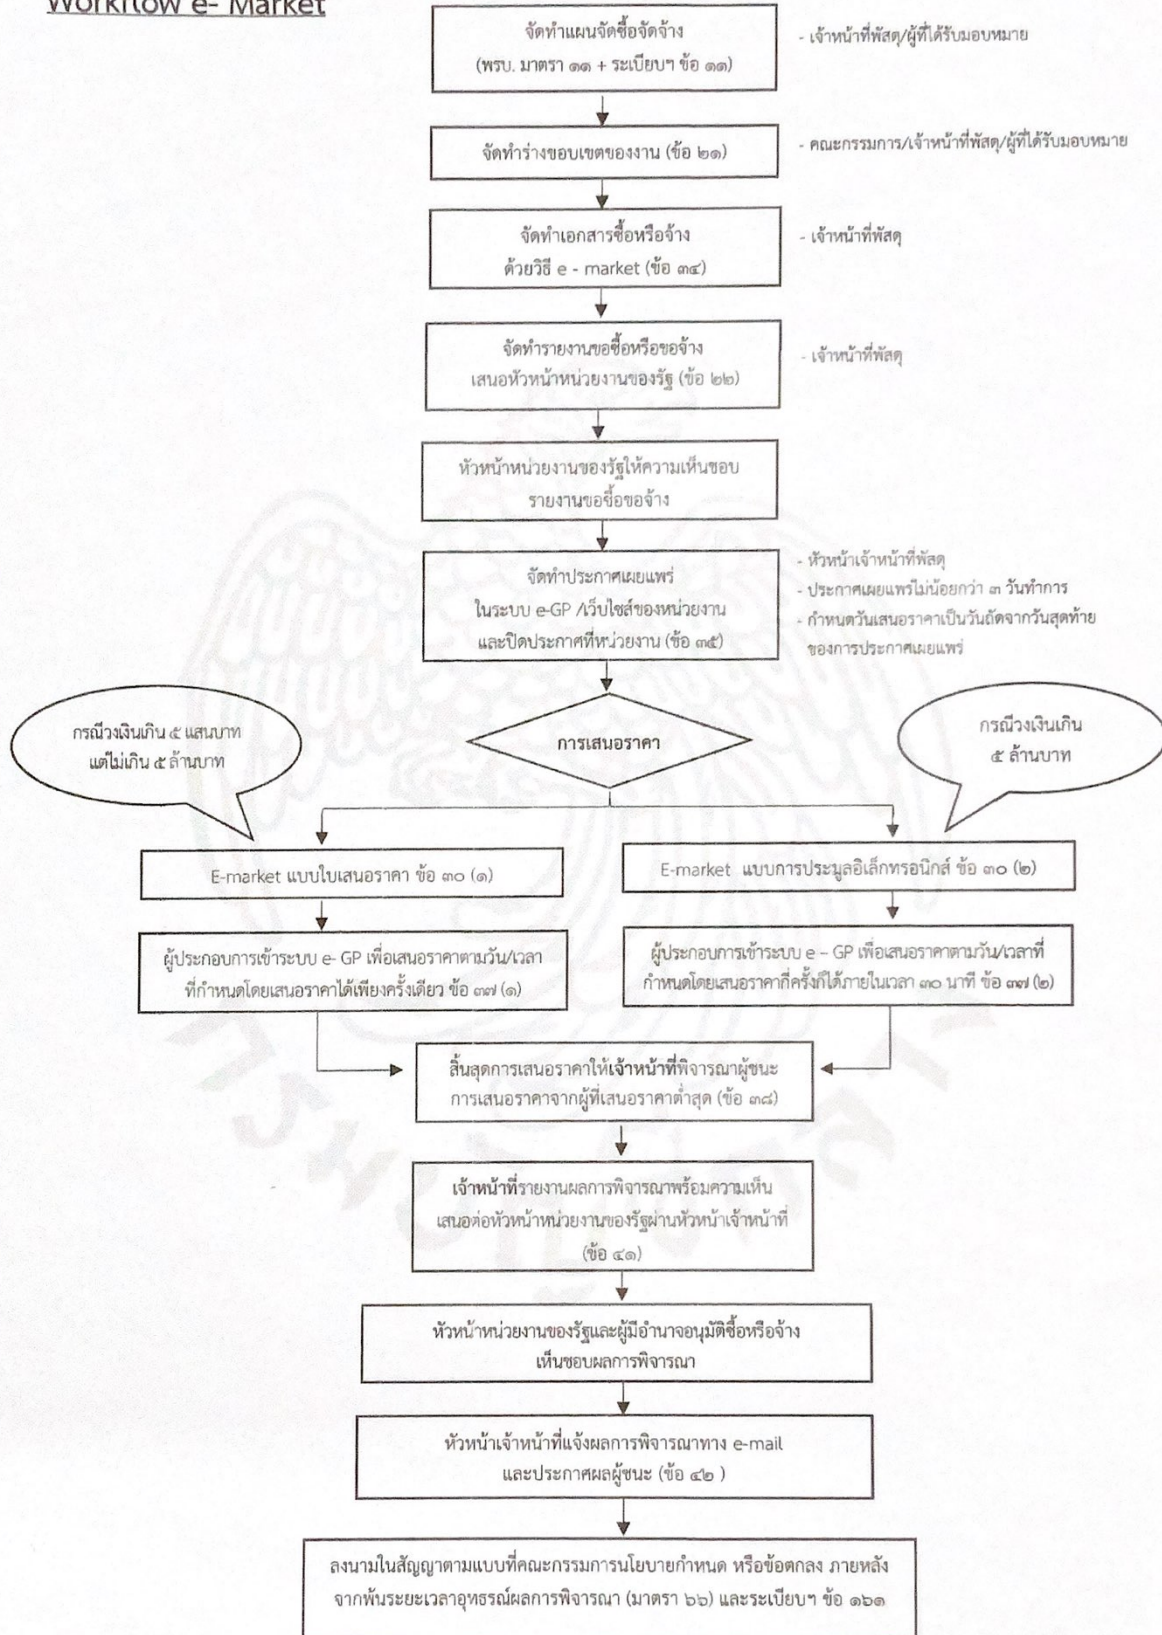 Workflow e- Market
จัดทำแผนจัดซื้อจัดจ้าง
(พรบ. มาตรา ๑๑ + ระเบียบฯ ข้อ ๑๑)
- เจ้าหน้าที่พัสดุ/ผู้ที่ได้รับมอบหมาย
จัดทำร่างขอบเขตของงาน (ข้อ ๒๑)
- คณะกรรมการ/เจ้าหน้าที่พัสดุ/ผู้ที่ได้รับมอบหมาย
จัดทำเอกสารซื้อหรือจ้าง
ด้วยวิธี e - market (ข้อ ๓๔)
- เจ้าหน้าที่พัสดุ
จัดทำรายงานขอซื้อหรือขอจ้าง
เสนอหัวหน้าหน่วยงานของรัฐ (ข้อ ๒๒)
- เจ้าหน้าที่พัสดุ
หัวหน้าหน่วยงานของรัฐให้ความเห็นชอบ
รายงานขอซื้อขอจ้าง
จัดทำประกาศเผยแพร่
ในระบบ e-GP /เว็บไซส์ของหน่วยงาน
และปิดประกาศที่หน่วยงาน (ข้อ ๓๕)
- หัวหน้าเจ้าหน้าที่พัสดุ
- ประกาศเผยแพร่ไม่น้อยกว่า ๓ วันทำการ
- กำหนดวันเสนอราคาเป็นวันถัดจากวันสุดท้าย
ของการประกาศเผยแพร่
กรณีวงเงินเกิน ๕ แสนบาท
แต่ไม่เกิน ๕ ล้านบาท
การเสนอราคา
กรณีวงเงินเกิน
๕ ล้านบาท
E-market แบบใบเสนอราคา ข้อ ๓๐ (๑)
E-market แบบการประมูลอิเล็กทรอนิกส์ ข้อ ๓๐ (๒)
ผู้ประกอบการเข้าระบบ e- GP เพื่อเสนอราคาตามวัน/เวลา
ที่กำหนดโดยเสนอราคาได้เพียงครั้งเดียว ข้อ ๓๗ (๑)
ผู้ประกอบการเข้าระบบ e – GP เพื่อเสนอราคาตามวัน/เวลาที่
กำหนดโดยเสนอราคากี่ครั้งก็ได้ภายในเวลา ๓๐ นาที ข้อ ๓๗ (๒)
สิ้นสุดการเสนอราคาให้เจ้าหน้าที่พิจารณาผู้ชนะ
การเสนอราคาจากผู้ที่เสนอราคาต่ำสุด (ข้อ ๓๘)
เจ้าหน้าที่รายงานผลการพิจารณาพร้อมความเห็น
เสนอต่อหัวหน้าหน่วยงานของรัฐผ่านหัวหน้าเจ้าหน้าที่
(ข้อ ๔๑)
หัวหน้าหน่วยงานของรัฐและผู้มีอำนาจอนุมัติซื้อหรือจ้าง
เห็นชอบผลการพิจารณา
หัวหน้าเจ้าหน้าที่แจ้งผลการพิจารณาทาง e-mail
และประกาศผลผู้ชนะ (ข้อ ๔๒ )
ลงนามในสัญญาตามแบบที่คณะกรรมการนโยบายกำหนด หรือข้อตกลง ภายหลัง
จากพ้นระยะเวลาอุทธรณ์ผลการพิจารณา (มาตรา ๖๖) และระเบียบฯ ข้อ ๑๖๑
กรมบัญชีกลาง